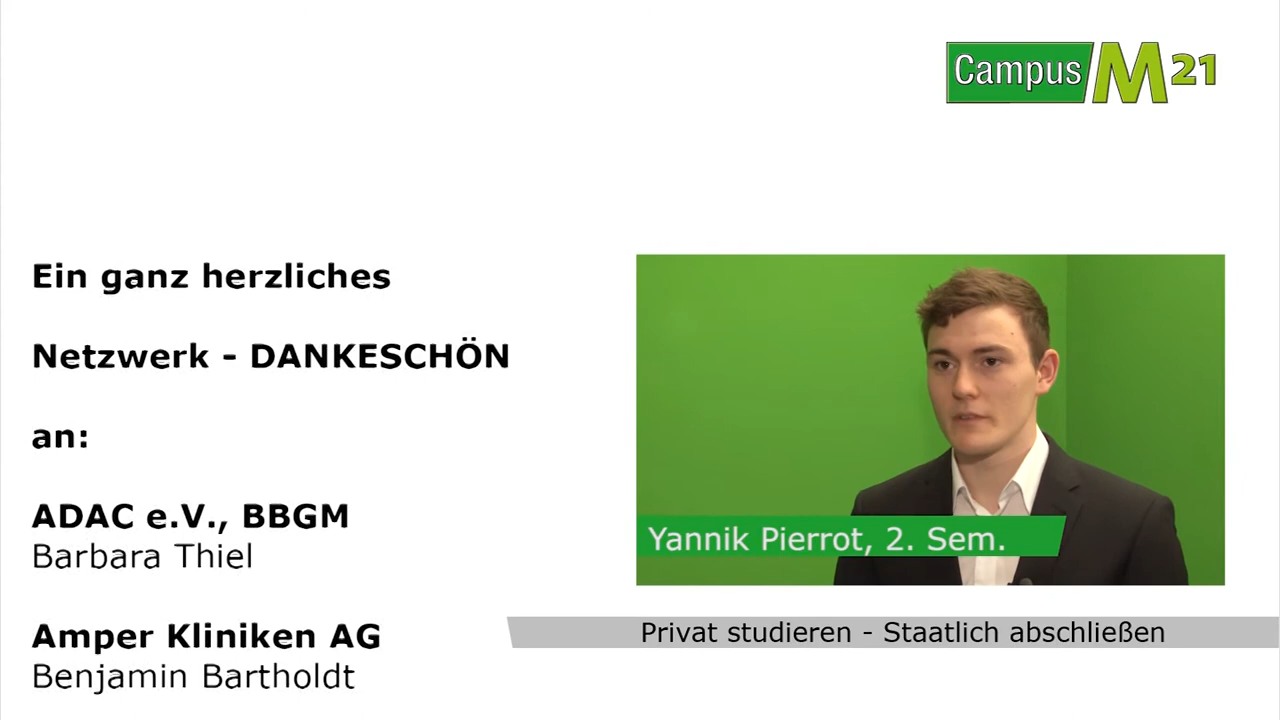 Campus M21
Ein ganz herzliches
Netzwerk - DANKESCHÖN
an:
ADAC e.V., BBGM
Barbara Thiel
Amper Kliniken AG
Benjamin Bartholdt
Yannik Pierrot, 2. Sem.
Privat studieren - Staatlich abschließen